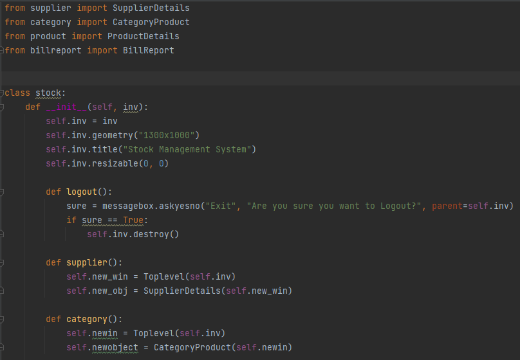 from supplier import SupplierDetails
from category import CategoryProduct
from product import ProductDetails
from billreport import BillReport
class stock:
    def __init__(self, inv):
        self.inv = inv
        self.inv.geometry("1300x1000")
        self.inv.title("Stock Management System")
        self.inv.resizable(0, 0)
        def logout():
            sure = messagebox.askyesno("Exit", "Are you sure you want to Logout?", parent=self.inv)
            if sure == True:
                self.inv.destroy()
        def supplier():
            self.new_win = Toplevel(self.inv)
            self.new_obj = SupplierDetails(self.new_win)
        def category():
            self.newin = Toplevel(self.inv)
            self.newobject = CategoryProduct(self.newin)